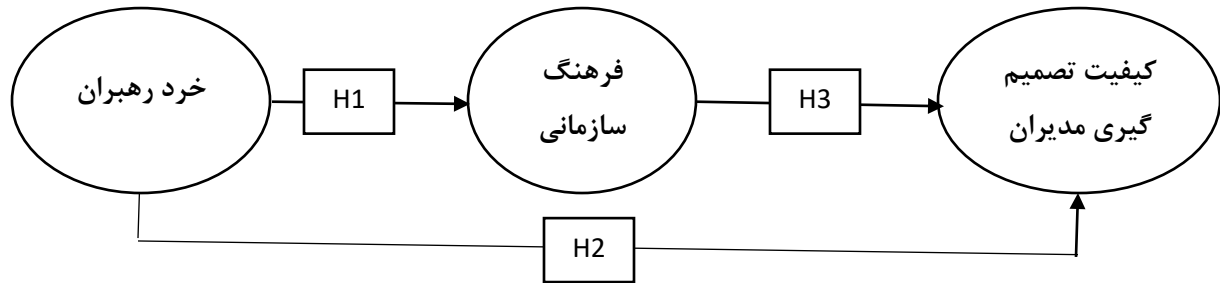 خرد رهبران
H1
فرهنگ
سازمانی
H3
کیفیت تصمیم
گیری مدیران
H2